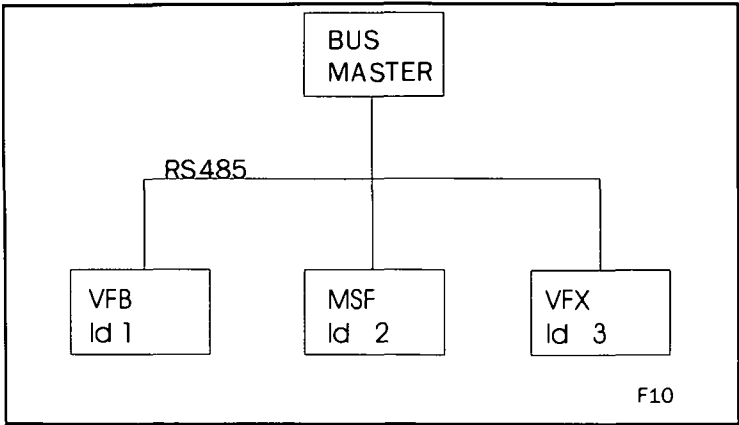 BUS
MASTER
RS485
VFB
Id 1
MSF
Id 2
VFX
Id 3
F10